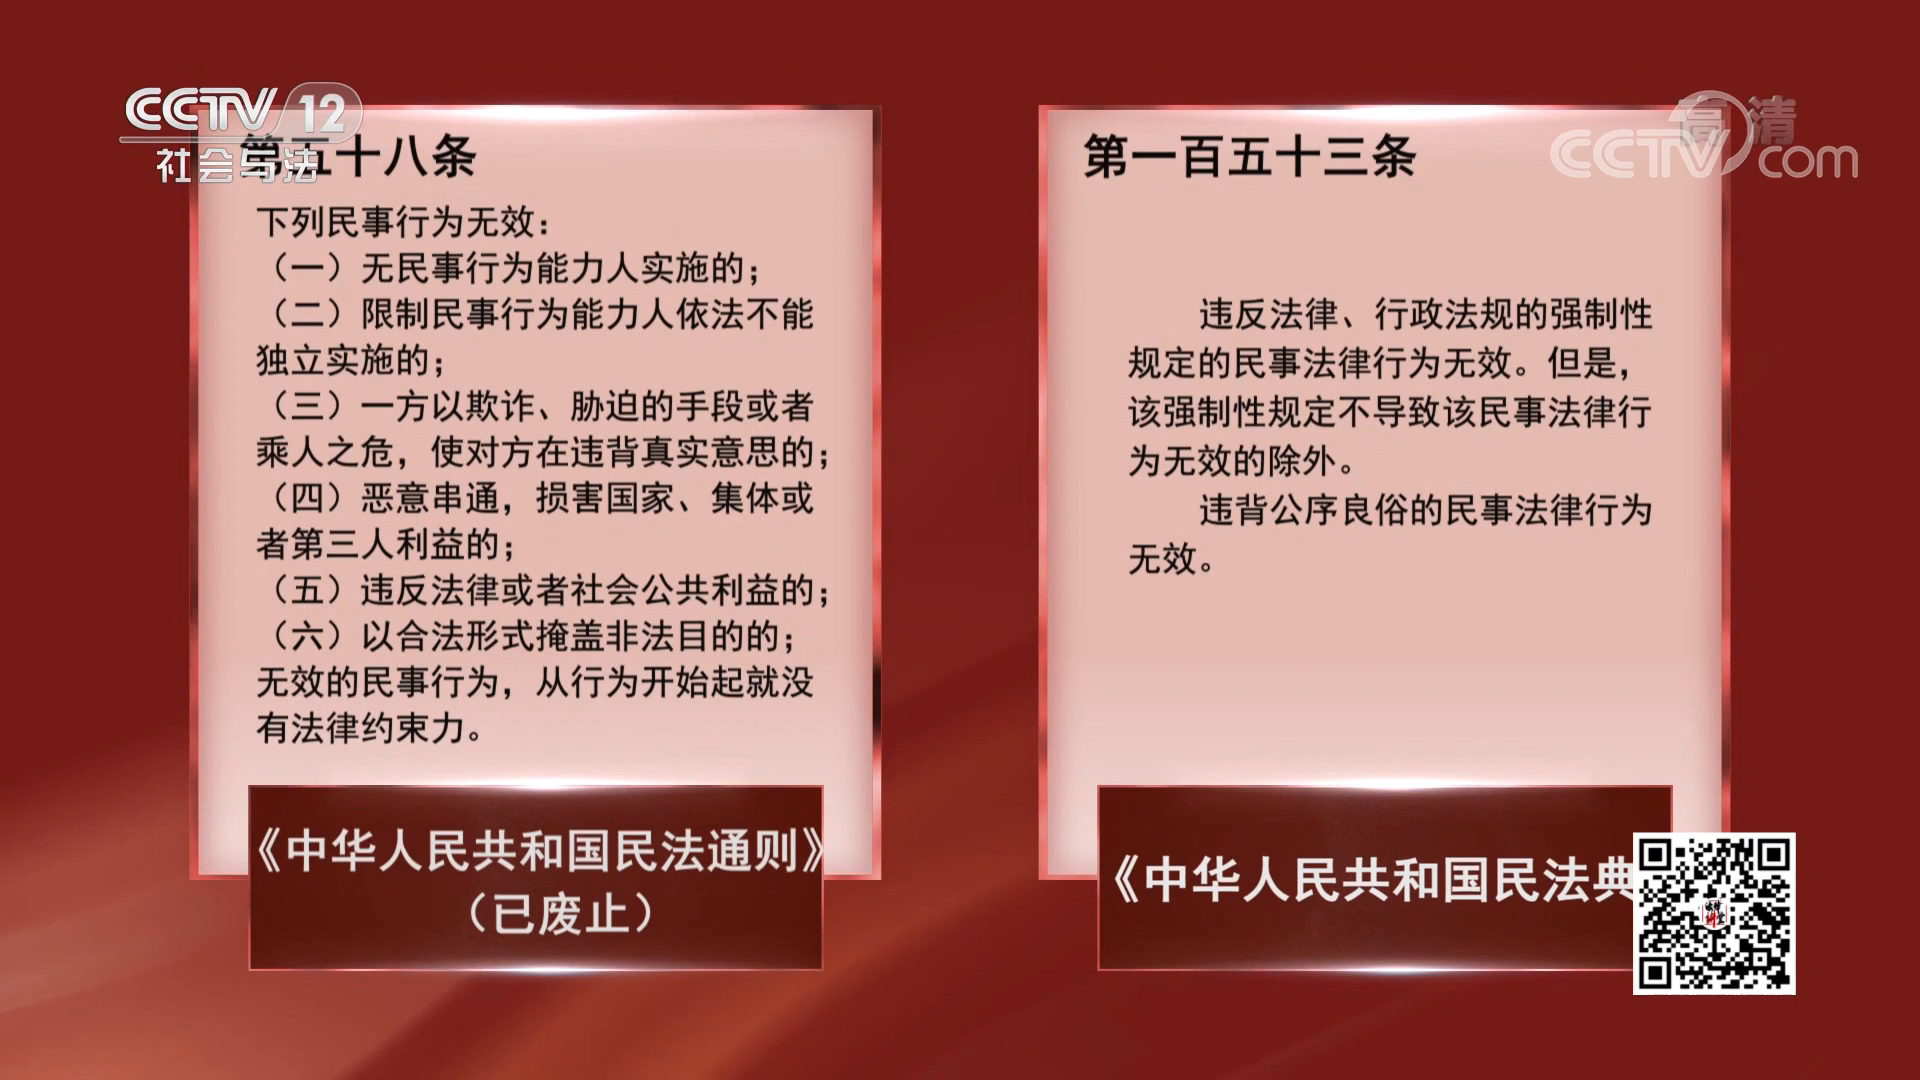 CCTV 12
社会与法
高清
CCTV.com
第五十八条
下列民事行为无效：
（一）无民事行为能力人实施的；
（二）限制民事行为能力人依法不能
独立实施的；
（三）一方以欺诈、胁迫的手段或者
乘人之危，使对方在违背真实意思的；
（四）恶意串通，损害国家、集体或
者第三人利益的；
（五）违反法律或者社会公共利益的；
（六）以合法形式掩盖非法目的的；
无效的民事行为，从行为开始起就没
有法律约束力。
《中华人民共和国民法通则》
（已废止）
第一百五十三条
违反法律、行政法规的强制性
规定的民事法律行为无效。但是，
该强制性规定不导致该民事法律行
为无效的除外。
违背公序良俗的民事法律行为
无效。
《中华人民共和国民法典